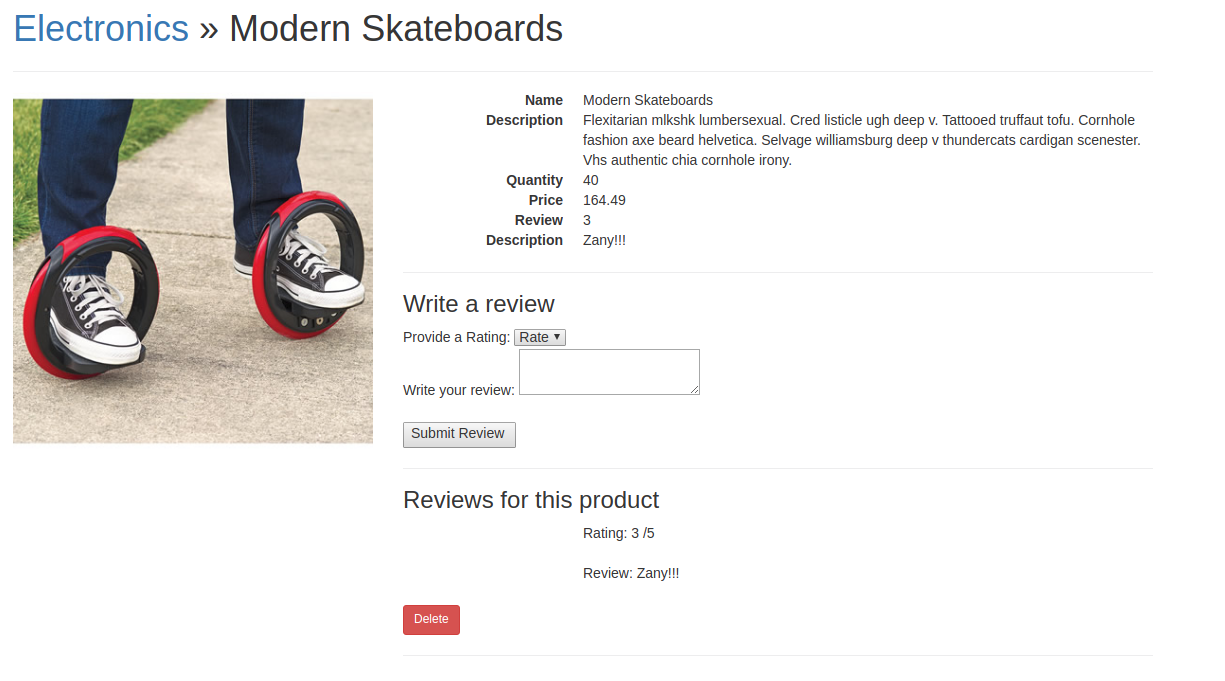 Electronics » Modern Skateboards
Name Modern Skateboards
Description Flexitarian mlkshk lumbersexual. Cred listicle ugh deep v. Tattooed truffaut tofu. Cornhole
fashion axe beard helvetica. Selvage williamsburg deep v thundercats cardigan scenester.
Vhs authentic chia cornhole irony.
Quantity 40
Price 164.49
Review 3
Description Zany!!!
Write a review
Provide a Rating: Rate ▼
Write your review:
Submit Review
Reviews for this product
Rating: 3 /5
Review: Zany!!!
Delete